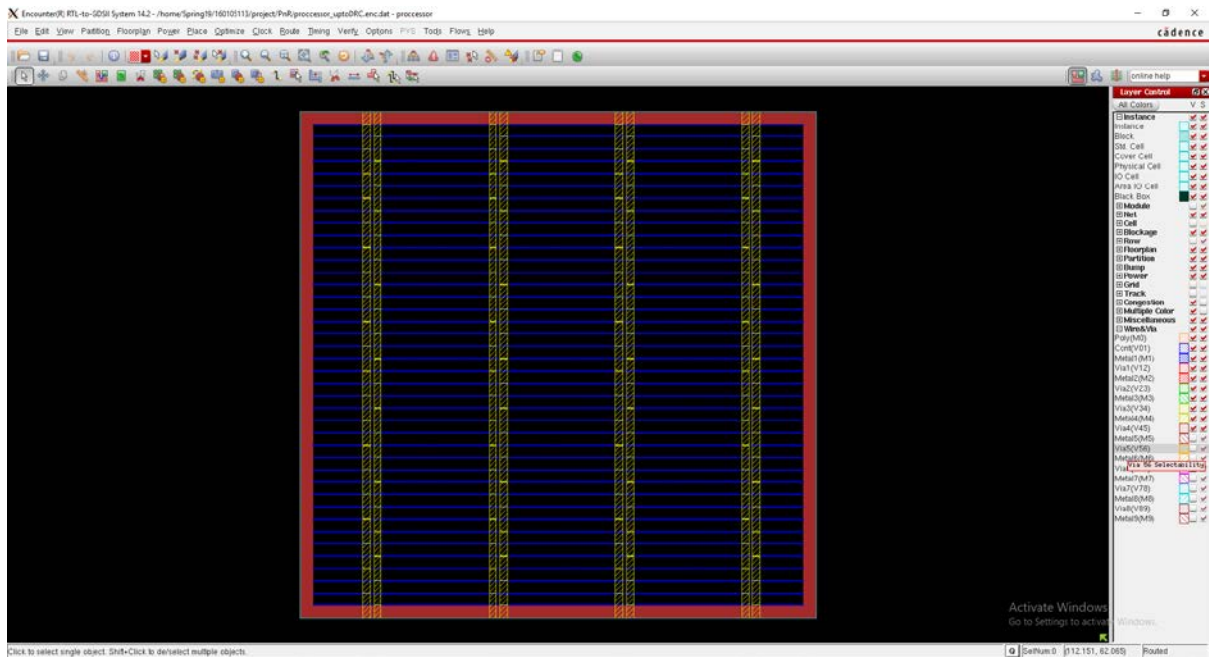 Encounter(R) RTL-to-GDSII System 14.2 - /home/Spring19/160101113/project/PnR/proccessor_uptoDRC.enc.dat - proccessor
File Edit View Partition Floorplan Power Place Optimize Clock Route Timing Verify Options PVS Tools Flows Help
cādence
online help
Layer Control
All Colors V S
Instance
Instance
Block
Std. Cell
Cover Cell
Physical Cell
IO Cell
Area IO Cell
Black Box
Module
Net
Cell
Blockage
Row
Floorplan
Partition
Bump
Power
Grid
Track
Congestion
Multiple Color
Miscellaneous
Wire&Via
Poly(M0)
Cont(V01)
Metal1(M1)
Via1(V12)
Metal2(M2)
Via2(V23)
Metal3(M3)
Via3(V34)
Metal4(M4)
Via4(V45)
Metal5(M5)
Via5(V56)
Metal6(M6)
Via 56 Selectability
Metal7(M7)
Via7(V78)
Metal8(M8)
Via8(V89)
Metal9(M9)
Activate Windows
Go to Settings to activate Windows.
Click to select single object. Shift+Click to de/select multiple objects.
Q SelNum:0 (112.151, 62.065) Routed